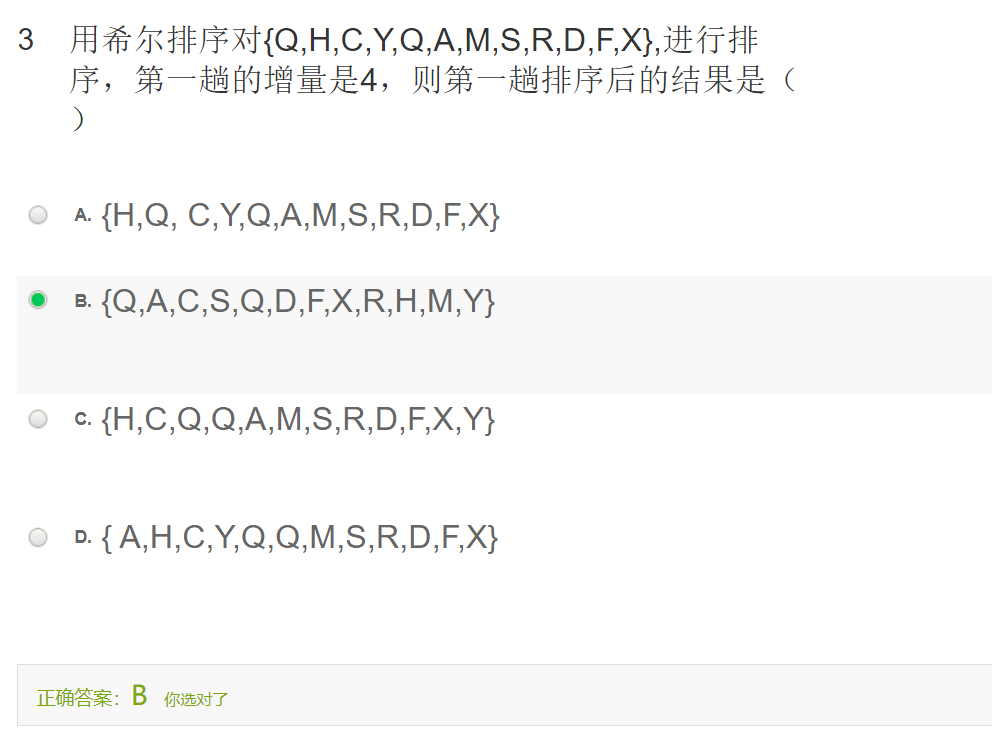 3 用希尔排序对{Q,H,C,Y,Q,A,M,S,R,D,F,X},进行排
序，第一趟的增量是4，则第一趟排序后的结果是（
）
A. {H,Q, C,Y,Q,A,M,S,R,D,F,X}
B. {Q,A,C,S,Q,D,F,X,R,H,M,Y}
C. {H,C,Q,Q,A,M,S,R,D,F,X,Y}
D. { A,H,C,Y,Q,Q,M,S,R,D,F,X}
正确答案：B 你选对了